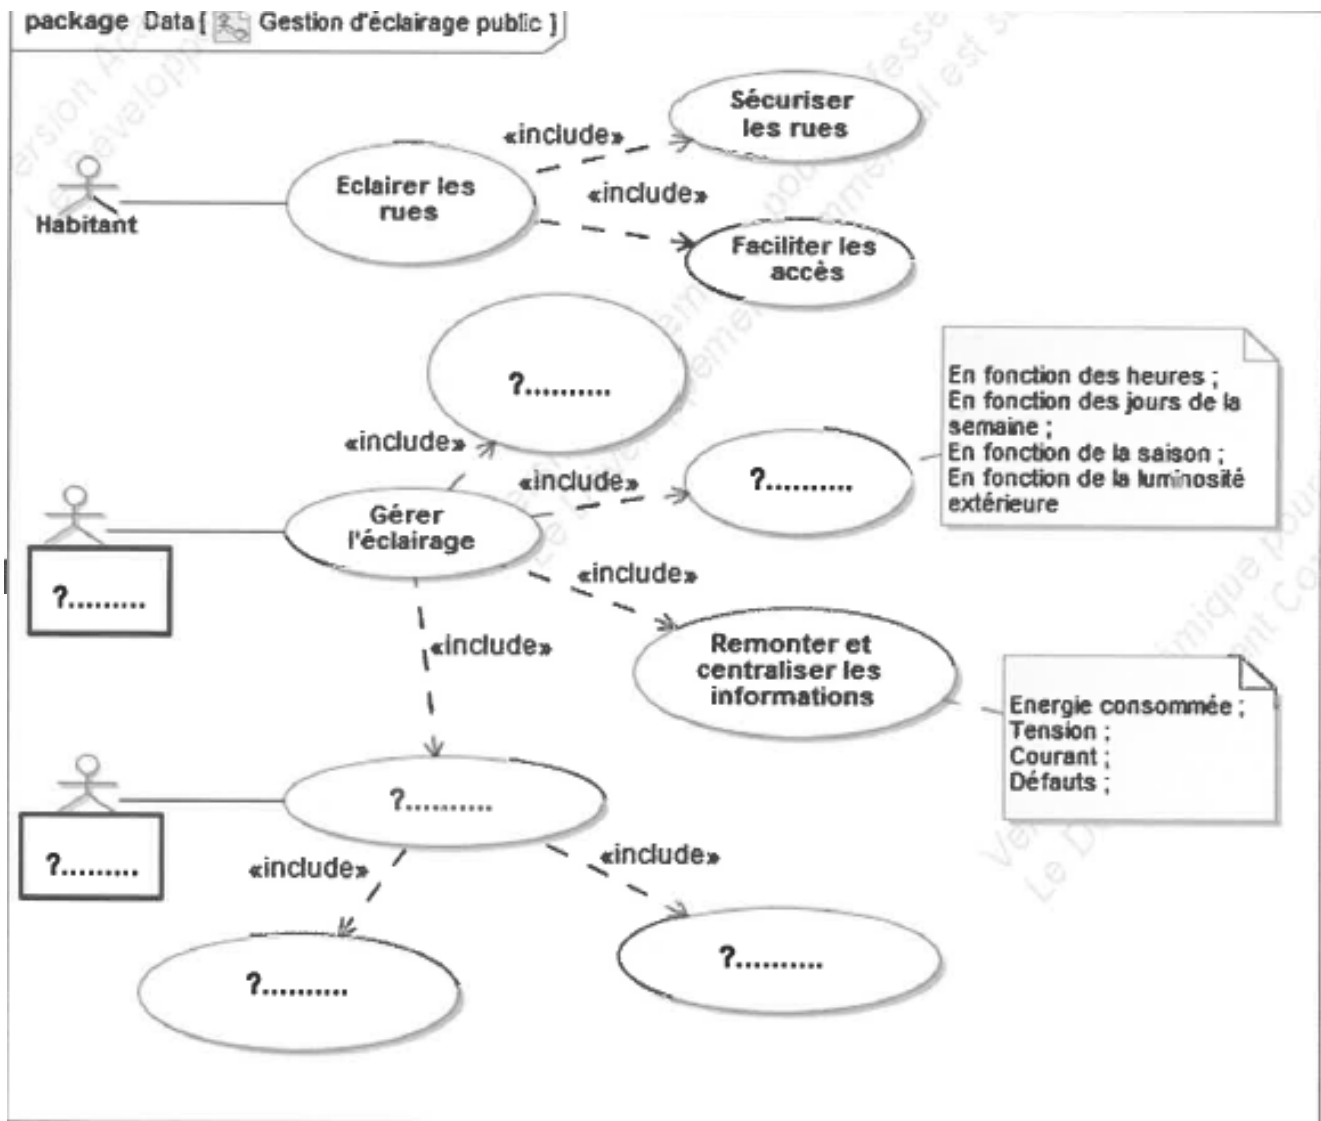 package Data [ Gestion d'éclairage public ]
Sécuriser
les rues
«include»
Eclairer les
rues
«include»
Habitant
Faciliter les
accès
?..........
En fonction des heures ;
En fonction des jours de la
semaine ;
En fonction de la saison ;
En fonction de la luminosité
extérieure
«include»
«include»
?..........
Gérer
l'éclairage
?.........
«include»
«include»
Remonter et
centraliser les
informations
Energie consommée ;
Tension ;
Courant ;
Défauts ;
?..........
?.........
«include»
«include»
?..........
?..........